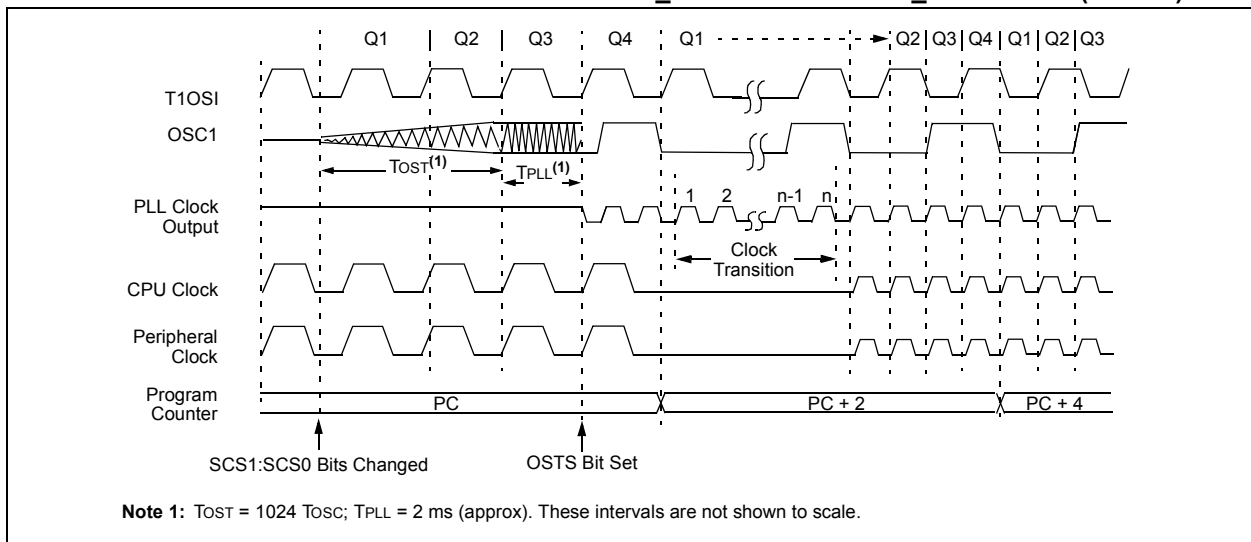 Q1 Q2 Q3 Q4 Q1 Q2 Q3 Q4 Q1 Q2 Q3
T1OSI
OSC1
TOST(1) TPLL(1)
1 2 n-1 n
PLL Clock
Output
Clock
Transition
CPU Clock
Peripheral
Clock
Program
Counter
PC PC + 2 PC + 4
SCS1:SCS0 Bits Changed OSTS Bit Set
Note 1: TOST = 1024 TOSC; TPLL = 2 ms (approx). These intervals are not shown to scale.